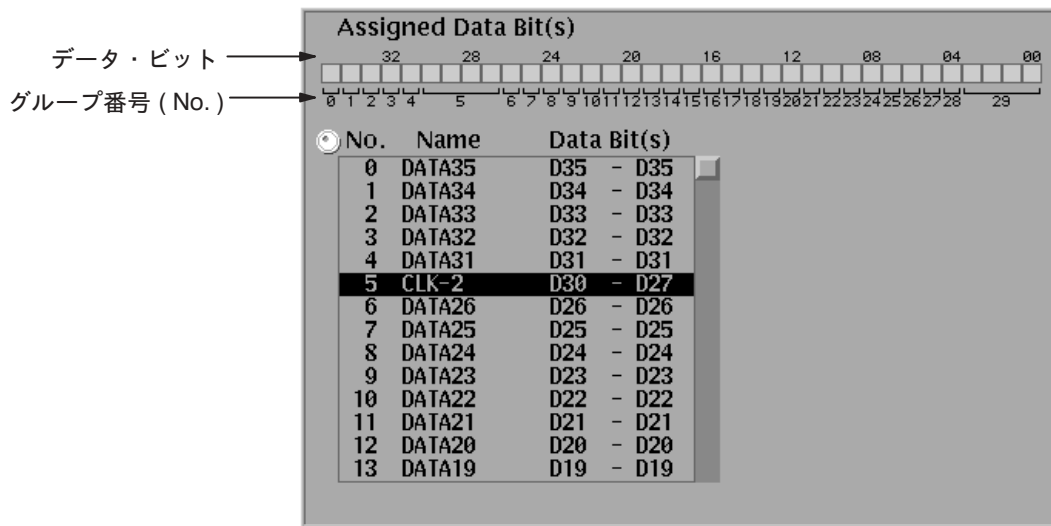 Assigned Data Bit(s)
データ・ビット
32 28 24 20 16 12 08 04 00
グループ番号 ( No. )
0 1 2 3 4 5 6 7 8 9 10 11 12 13 14 15 16 17 18 19 20 21 22 23 24 25 26 27 28 29
No. Name Data Bit(s)
0 DATA35 D35 - D35
1 DATA34 D34 - D34
2 DATA33 D33 - D33
3 DATA32 D32 - D32
4 DATA31 D31 - D31
5 CLK-2 D30 - D27
6 DATA26 D26 - D26
7 DATA25 D25 - D25
8 DATA24 D24 - D24
9 DATA23 D23 - D23
10 DATA22 D22 - D22
11 DATA21 D21 - D21
12 DATA20 D20 - D20
13 DATA19 D19 - D19